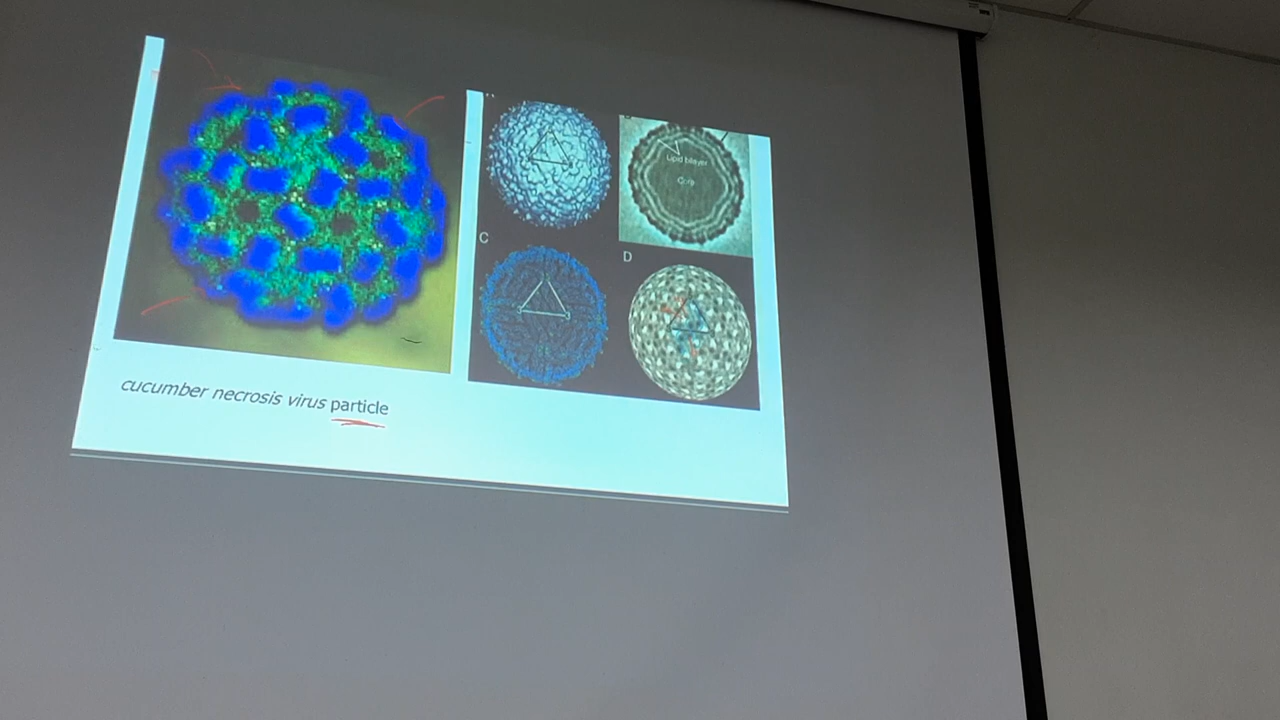 Lipid bilayer
Core
C
D
cucumber necrosis virus particle